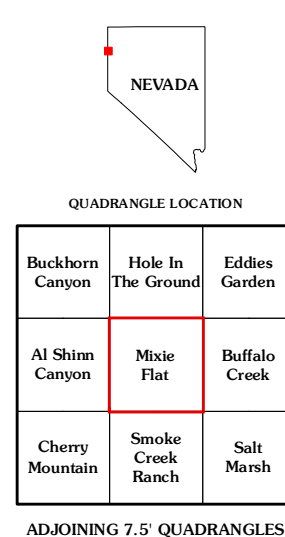 NEVADA
QUADRANGLE LOCATION
Buckhorn
Canyon
Hole In
The Ground
Eddies
Garden
Al Shinn
Canyon
Mixie
Flat
Buffalo
Creek
Cherry
Mountain
Smoke
Creek
Ranch
Salt
Marsh
ADJOINING 7.5' QUADRANGLES